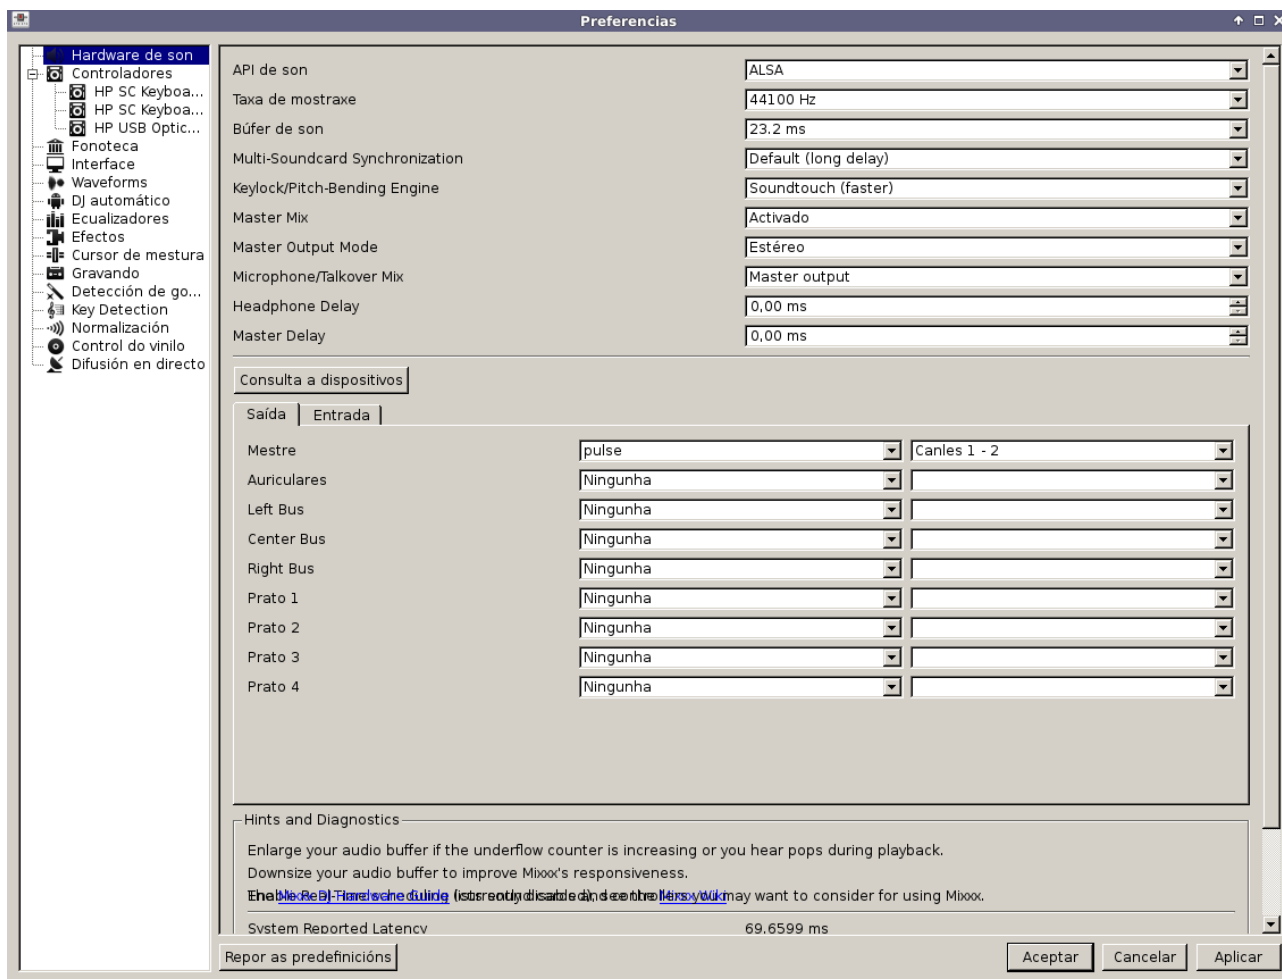 Preferencias
Hardware de son
Controladores
HP SC Keyboa...
HP SC Keyboa...
HP USB Optic...
Fonoteca
Interface
Waveforms
DJ automático
Ecualizadores
Efectos
Cursor de mestura
Gravando
Detección de go...
Key Detection
Normalización
Control do vinilo
Difusión en directo
API de son ALSA
Taxa de mostraxe 44100 Hz
Búfer de son 23.2 ms
Multi-Soundcard Synchronization Default (long delay)
Keylock/Pitch-Bending Engine Soundtouch (faster)
Master Mix Activado
Master Output Mode Estéreo
Microphone/Talkover Mix Master output
Headphone Delay 0,00 ms
Master Delay 0,00 ms
Consulta a dispositivos
Saída Entrada
Mestre pulse Canles 1 - 2
Auriculares Ningunha
Left Bus Ningunha
Center Bus Ningunha
Right Bus Ningunha
Prato 1 Ningunha
Prato 2 Ningunha
Prato 3 Ningunha
Prato 4 Ningunha
Hints and Diagnostics
Enlarge your audio buffer if the underflow counter is increasing or you hear pops during playback.
Downsize your audio buffer to improve Mixxx's responsiveness.
may want to consider for using Mixxx.
System Reported Latency 69.6599 ms
Repor as predefinicións Aceptar Cancelar Aplicar